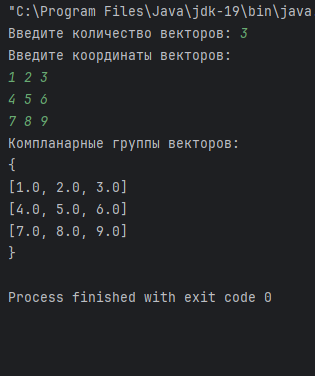 "C:\Program Files\Java\jdk-19\bin\java
Введите количество векторов: 3
Введите координаты векторов:
1 2 3
4 5 6
7 8 9
Компланарные группы векторов:
{
[1.0, 2.0, 3.0]
[4.0, 5.0, 6.0]
[7.0, 8.0, 9.0]
}
Process finished with exit code 0